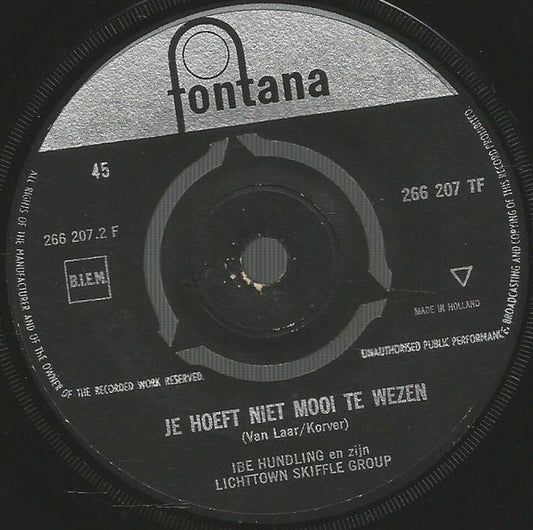 fontana
45
266 207 TF
266 207.2 F
B.I.E.M.
MADE IN HOLLAND
ALL RIGHTS OF THE MANUFACTURER AND OF THE OWNER OF THE RECORDED WORK RESERVED.
UNAUTHORISED PUBLIC PERFORMANCE, BROADCASTING AND COPYING OF THIS RECORD PROHIBITED.
JE HOEFT NIET MOOI TE WEZEN
(Van Laar/Korver)
IBE HUNDLING en zijn
LICHTTOWN SKIFFLE GROUP